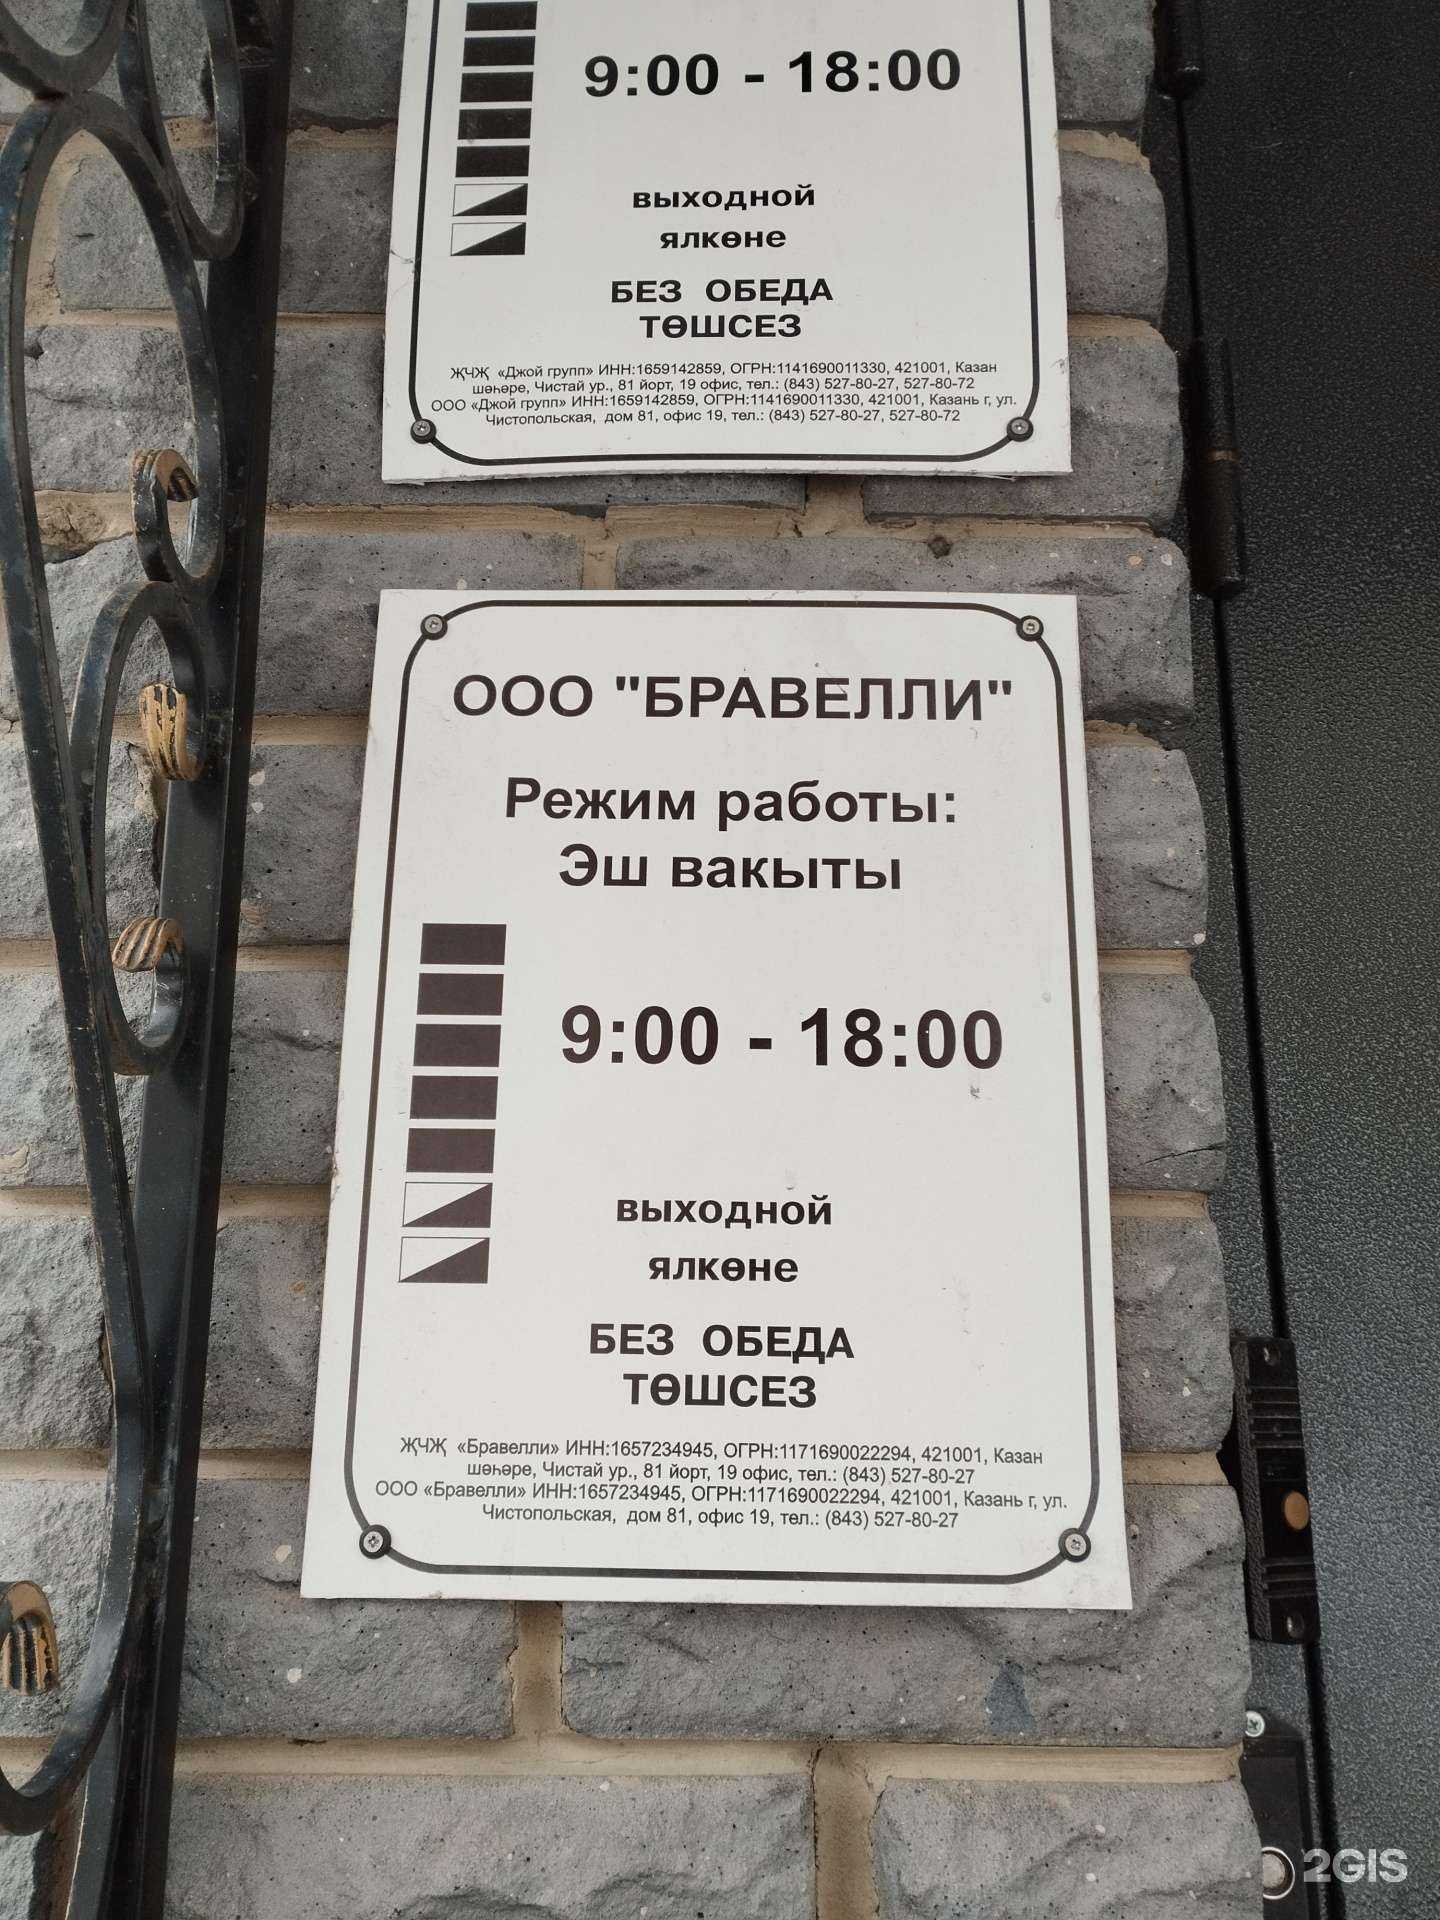 9:00 - 18:00
выходной
ялкөне
БЕЗ ОБЕДА
ТӨШСЕЗ
ҖЧҖ «Джой групп» ИНН:1659142859, ОГРН:1141690011330, 421001, Казан
шәһәре, Чистай ур., 81 йорт, 19 офис, тел.: (843) 527-80-27, 527-80-72
ООО «Джой групп» ИНН:1659142859, ОГРН:1141690011330, 421001, Казань г, ул.
Чистопольская, дом 81, офис 19, тел.: (843) 527-80-27, 527-80-72
ООО "БРАВЕЛЛИ"
Режим работы:
Эш вакыты
9:00 - 18:00
выходной
ялкөне
БЕЗ ОБЕДА
ТӨШСЕЗ
ҖЧҖ «Бравелли» ИНН:1657234945, ОГРН:1171690022294, 421001, Казан
шәһәре, Чистай ур., 81 йорт, 19 офис, тел.: (843) 527-80-27
ООО «Бравелли» ИНН:1657234945, ОГРН:1171690022294, 421001, Казань г, ул.
Чистопольская, дом 81, офис 19, тел.: (843) 527-80-27
2GIS